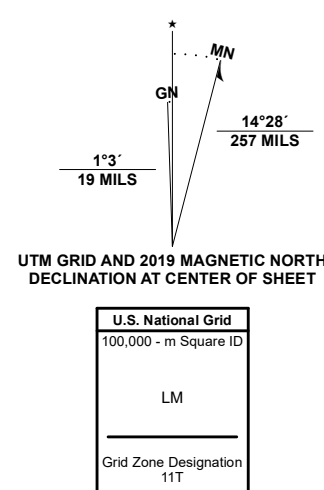 ★
MN
GN
14°28´
257 MILS
1°3´
19 MILS
UTM GRID AND 2019 MAGNETIC NORTH
DECLINATION AT CENTER OF SHEET
U.S. National Grid
100,000 - m Square ID
LM
Grid Zone Designation
11T